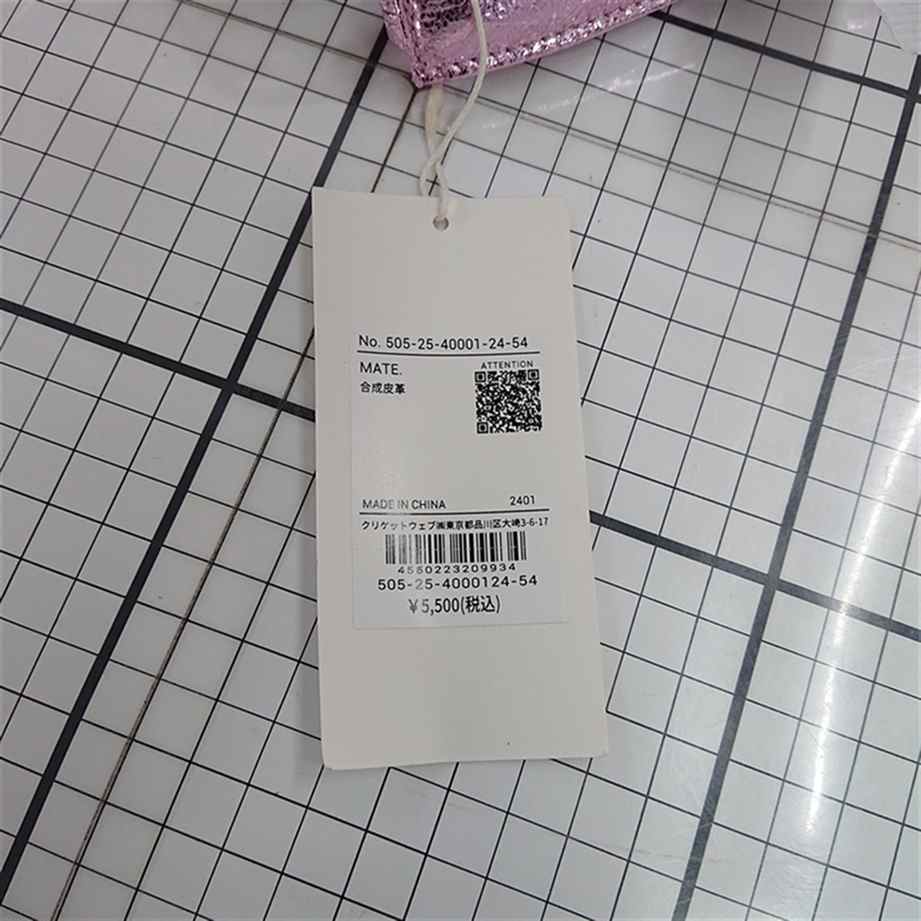 No. 505-25-40001-24-54
MATE.
ATTENTION
合成皮革
MADE IN CHINA 2401
クリケットウェブ㈱東京都品川区大崎3-6-17
4550223209934
505-25-4000124-54
¥5,500(税込)